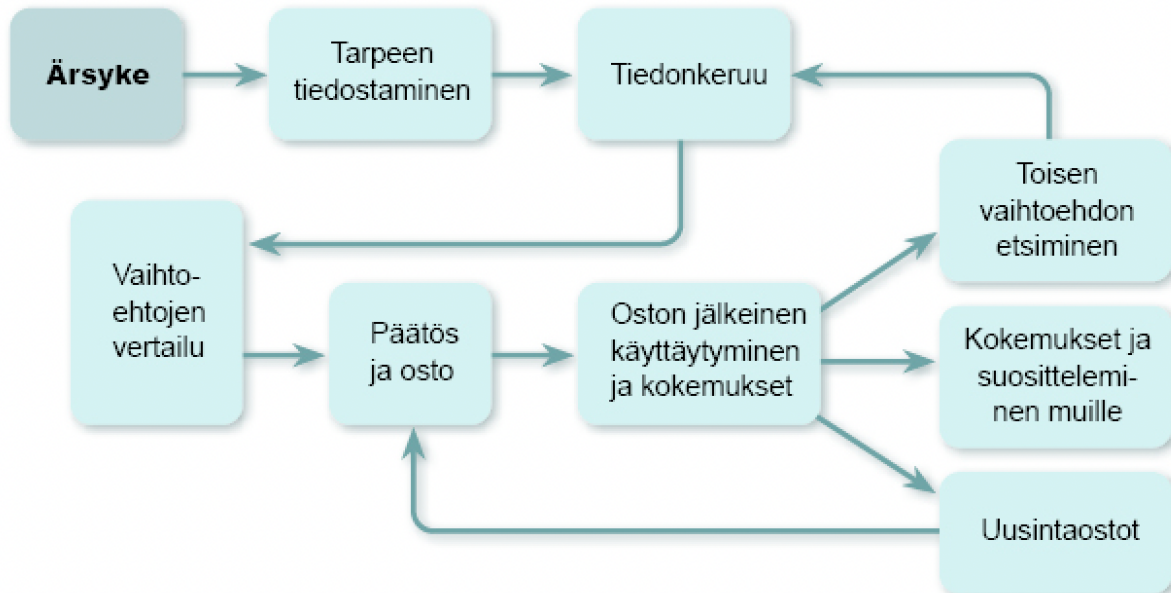 Ärsyke
Tarpeen
tiedostaminen
Tiedonkeruu
Toisen
vaihtoehdon
etsiminen
Vaihto-
ehtojen
vertailu
Päätös
ja osto
Oston jälkeinen
käyttäytyminen
ja kokemukset
Kokemukset ja
suosittelemi-
nen muille
Uusintaostot